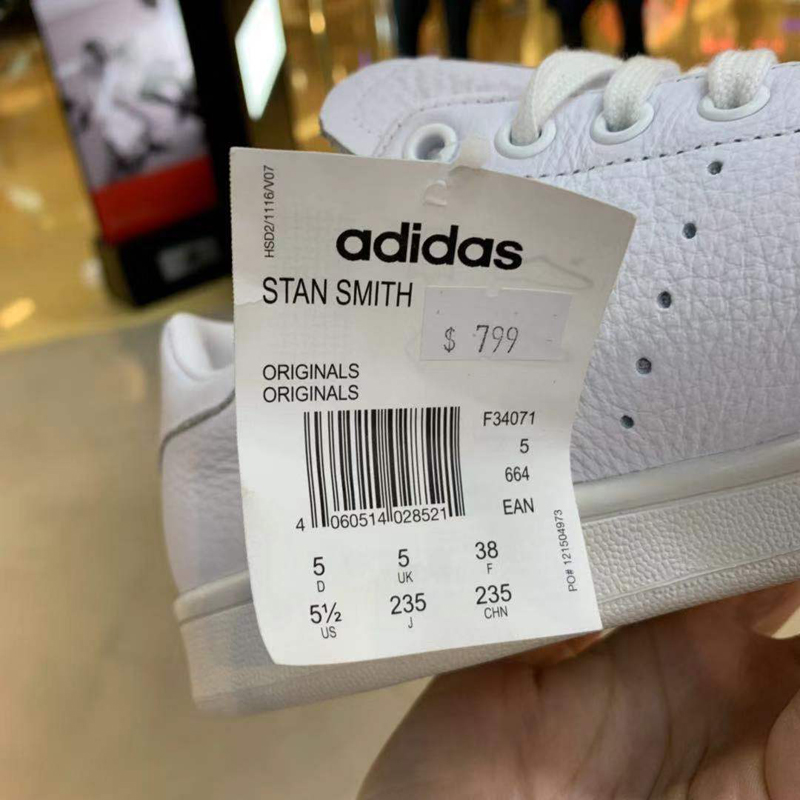 HSD2/1116/V07
adidas
STAN SMITH
$ 799
ORIGINALS
ORIGINALS
F34071
5
664
EAN
4 060514 028521
PO# 121504973
5 5 38
D UK F
5½ 235 235
US J CHN